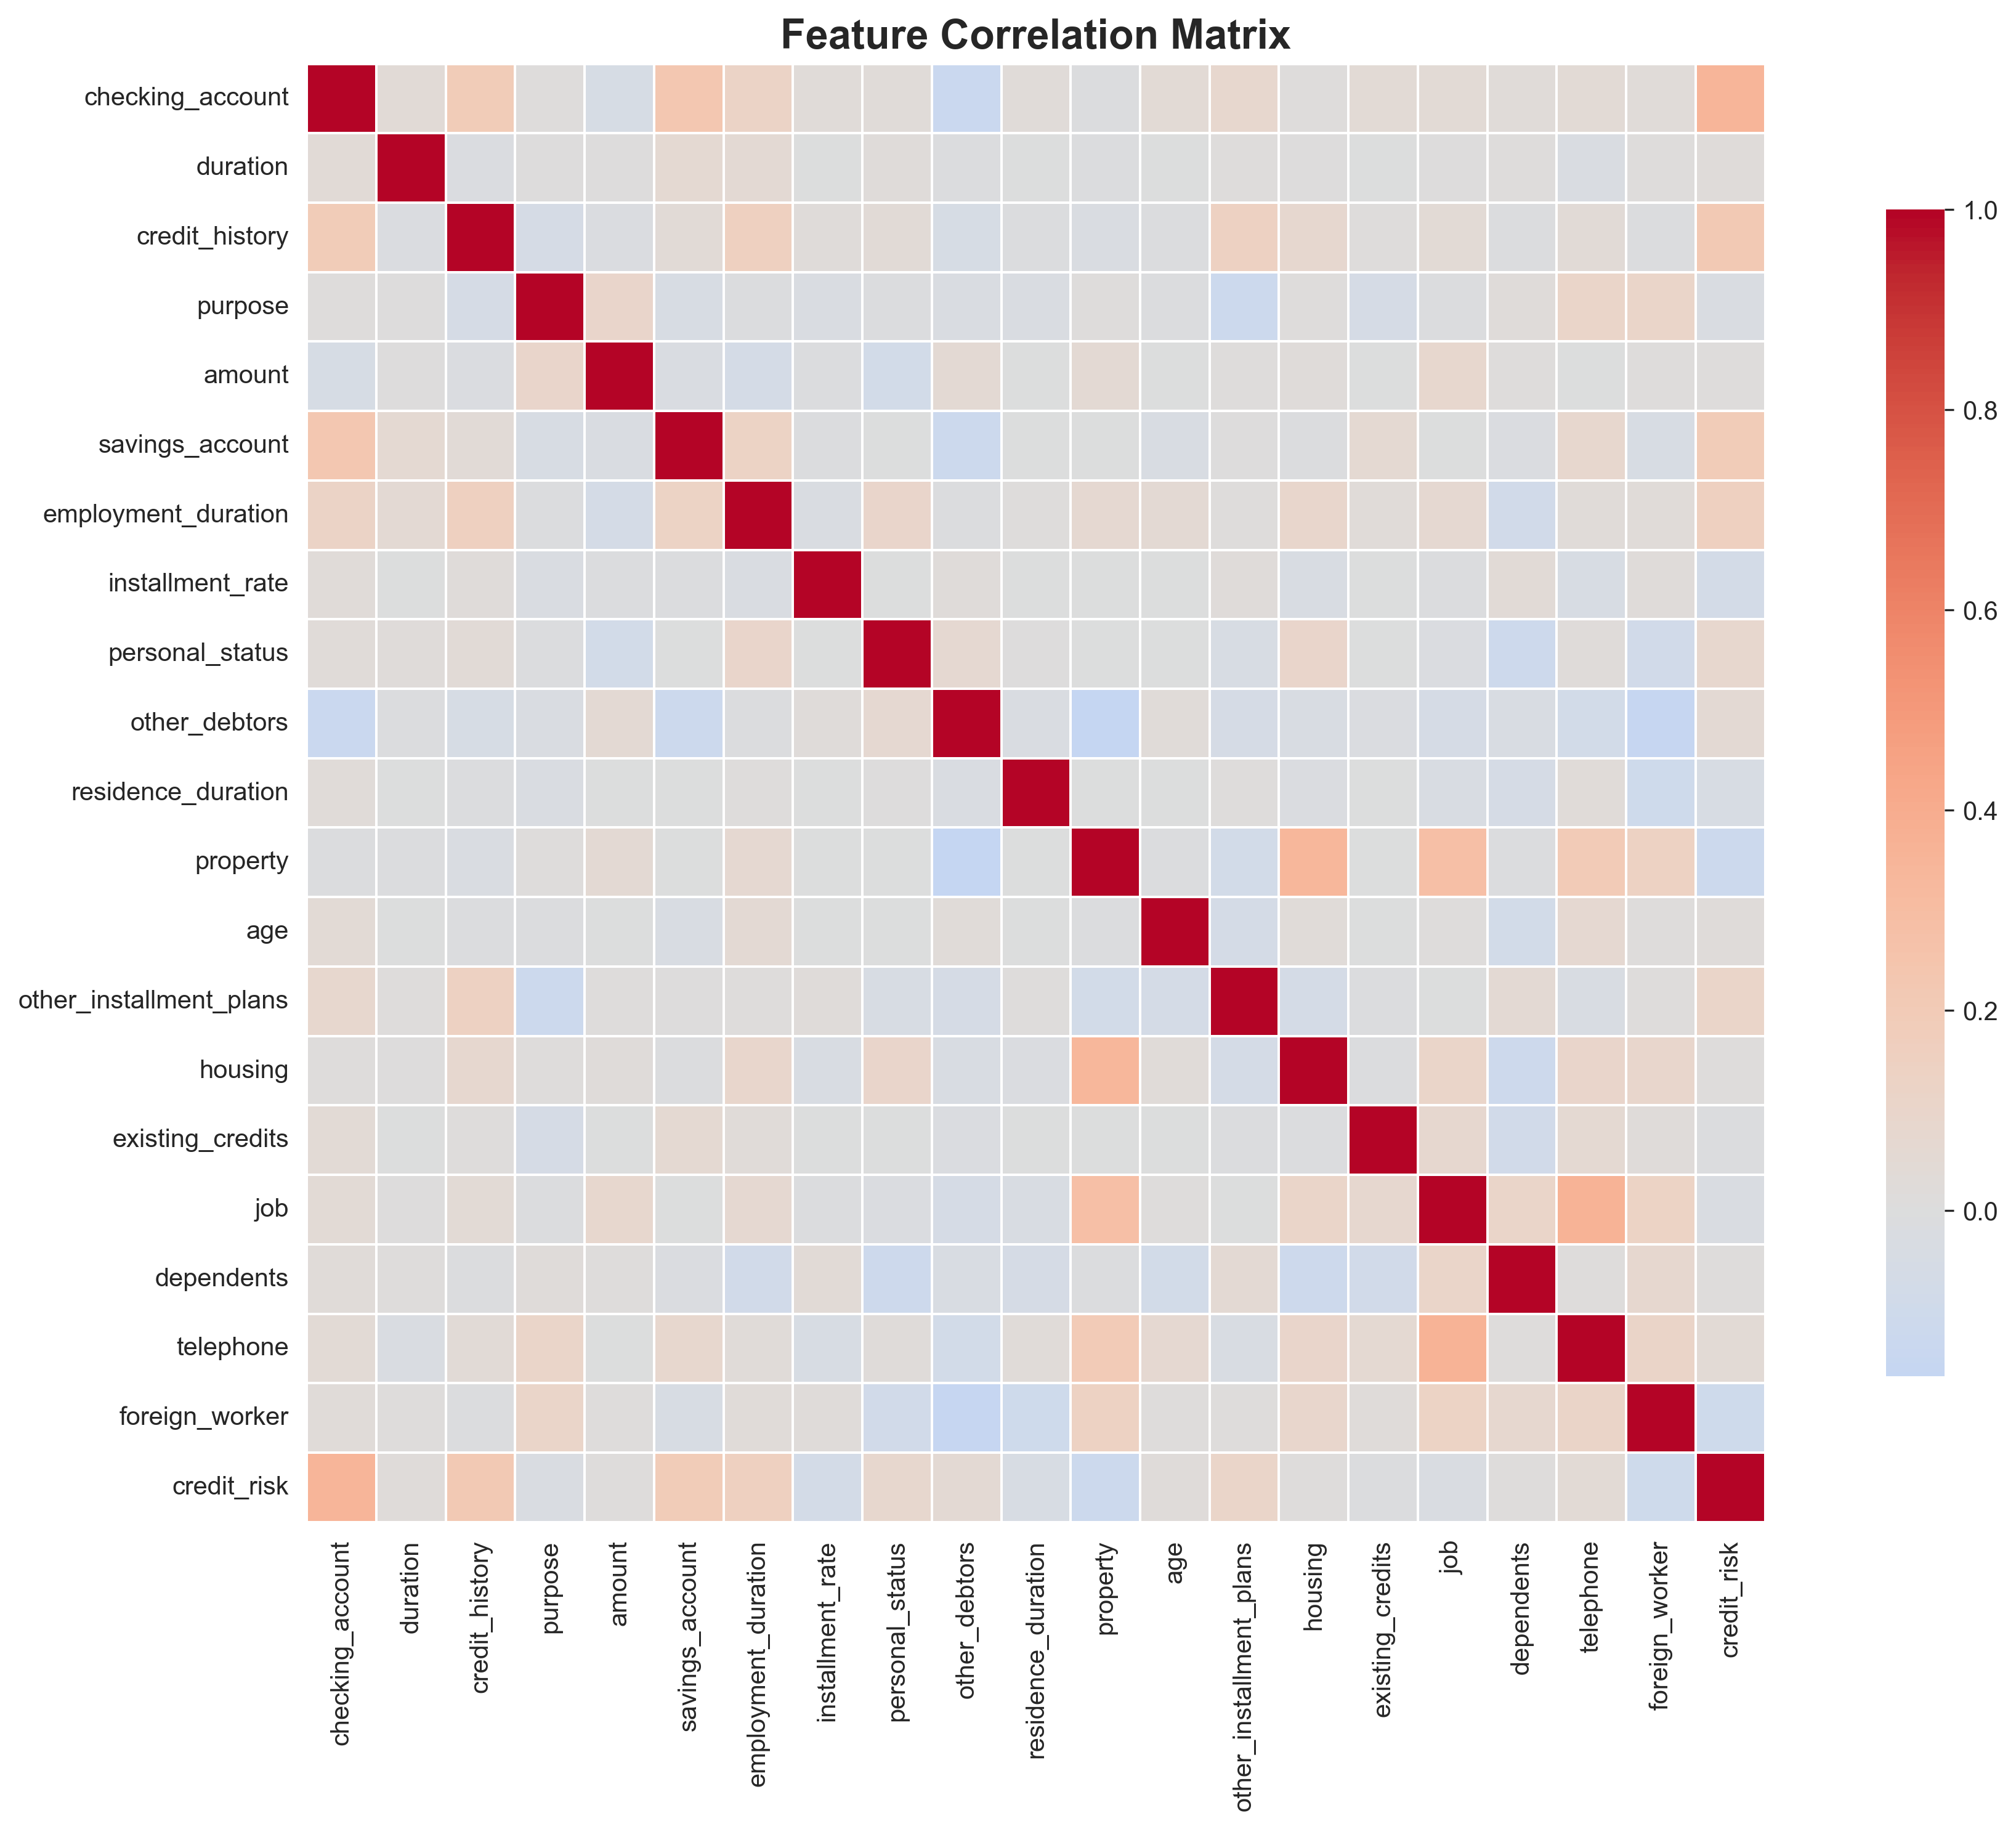 Feature Correlation Matrix
checking_account
duration
credit_history
purpose
amount
savings_account
employment_duration
installment_rate
personal_status
other_debtors
residence_duration
property
age
other_installment_plans
housing
existing_credits
job
dependents
telephone
foreign_worker
credit_risk
checking_account
duration
credit_history
purpose
amount
savings_account
employment_duration
installment_rate
personal_status
other_debtors
residence_duration
property
age
other_installment_plans
housing
existing_credits
job
dependents
telephone
foreign_worker
credit_risk
1.0
0.8
0.6
0.4
0.2
0.0